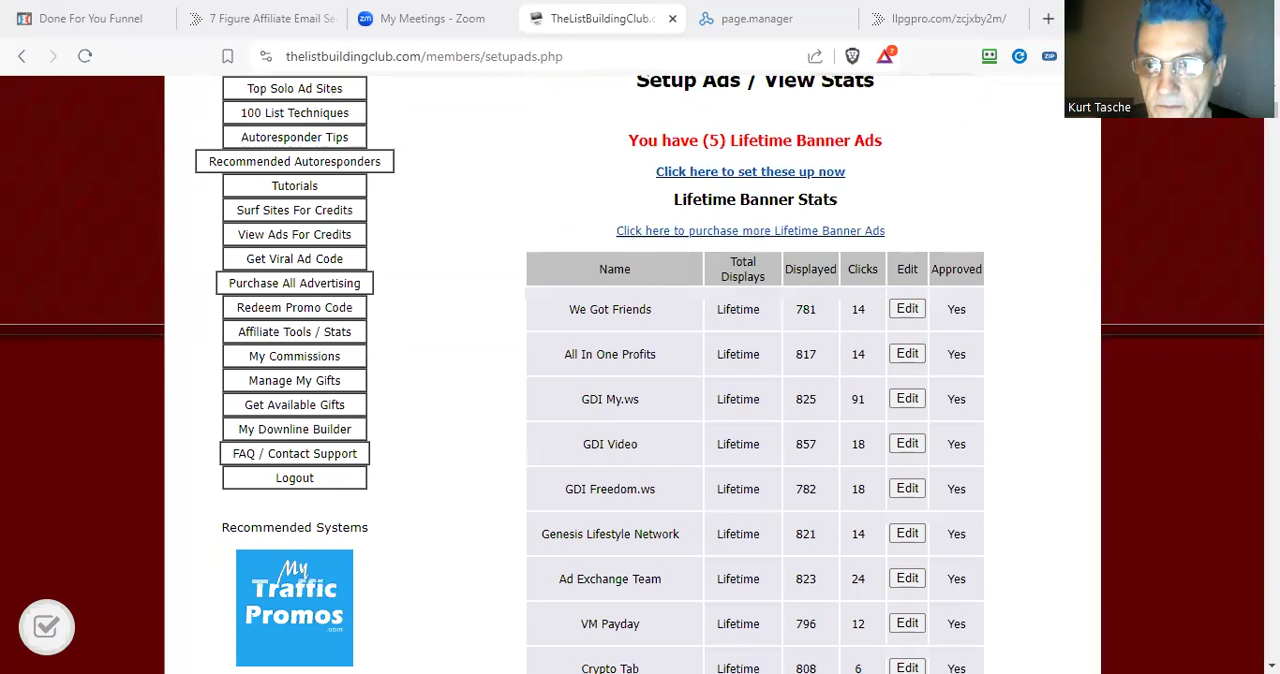 Done For You Funnel
7 Figure Affiliate Email Se
My Meetings - Zoom
TheListBuildingClub.c
page.manager
llpgpro.com/zcjxby2m/
thelistbuildingclub.com/members/setupads.php
7
ZIP
Kurt Tasche
Top Solo Ad Sites
100 List Techniques
Autoresponder Tips
Recommended Autoresponders
Tutorials
Surf Sites For Credits
View Ads For Credits
Get Viral Ad Code
Purchase All Advertising
Redeem Promo Code
Affiliate Tools / Stats
My Commissions
Manage My Gifts
Get Available Gifts
My Downline Builder
FAQ / Contact Support
Logout
Recommended Systems
My
Traffic
Promos
.com
Setup Ads / View Stats
You have (5) Lifetime Banner Ads
Click here to set these up now
Lifetime Banner Stats
Click here to purchase more Lifetime Banner Ads
Name Total Displays Displayed Clicks Edit Approved
We Got Friends Lifetime 781 14 Edit Yes
All In One Profits Lifetime 817 14 Edit Yes
GDI My.ws Lifetime 825 91 Edit Yes
GDI Video Lifetime 857 18 Edit Yes
GDI Freedom.ws Lifetime 782 18 Edit Yes
Genesis Lifestyle Network Lifetime 821 14 Edit Yes
Ad Exchange Team Lifetime 823 24 Edit Yes
VM Payday Lifetime 796 12 Edit Yes
Crypto Tab Lifetime 808 6 Edit Yes